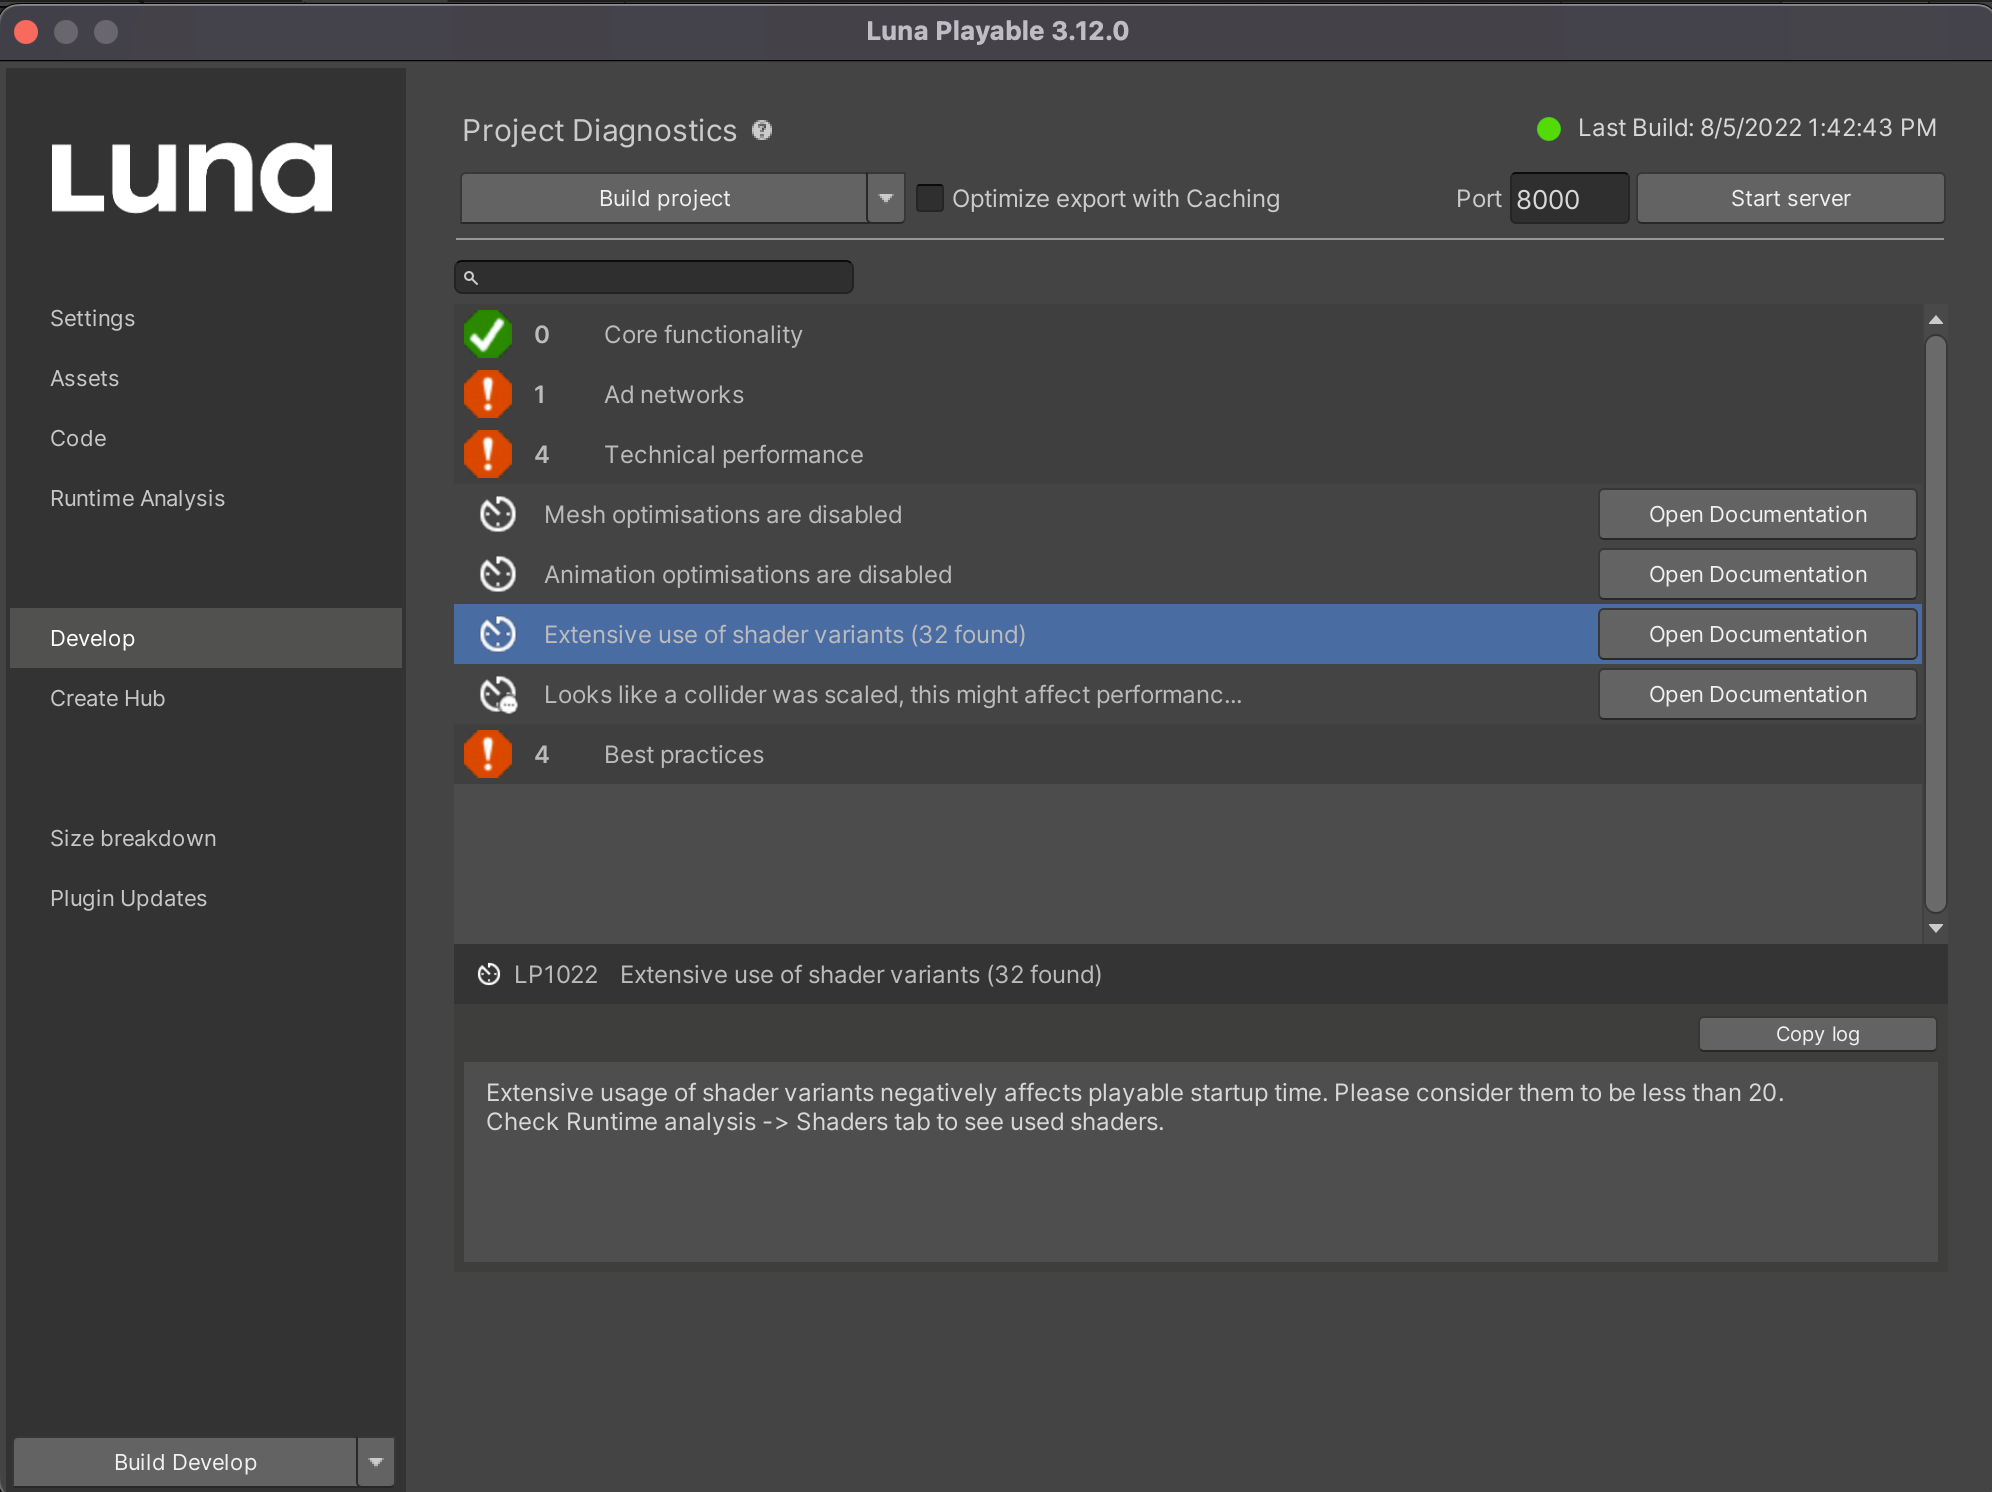 Luna Playable 3.12.0
Luna
Settings
Assets
Code
Runtime Analysis
Develop
Create Hub
Size breakdown
Plugin Updates
Build Develop
Project Diagnostics
Last Build: 8/5/2022 1:42:43 PM
Build project
Optimize export with Caching
Port 8000
Start server
0 Core functionality
1 Ad networks
4 Technical performance
Mesh optimisations are disabled Open Documentation
Animation optimisations are disabled Open Documentation
Extensive use of shader variants (32 found) Open Documentation
Looks like a collider was scaled, this might affect performanc... Open Documentation
4 Best practices
LP1022 Extensive use of shader variants (32 found)
Copy log
Extensive usage of shader variants negatively affects playable startup time. Please consider them to be less than 20.
Check Runtime analysis -> Shaders tab to see used shaders.